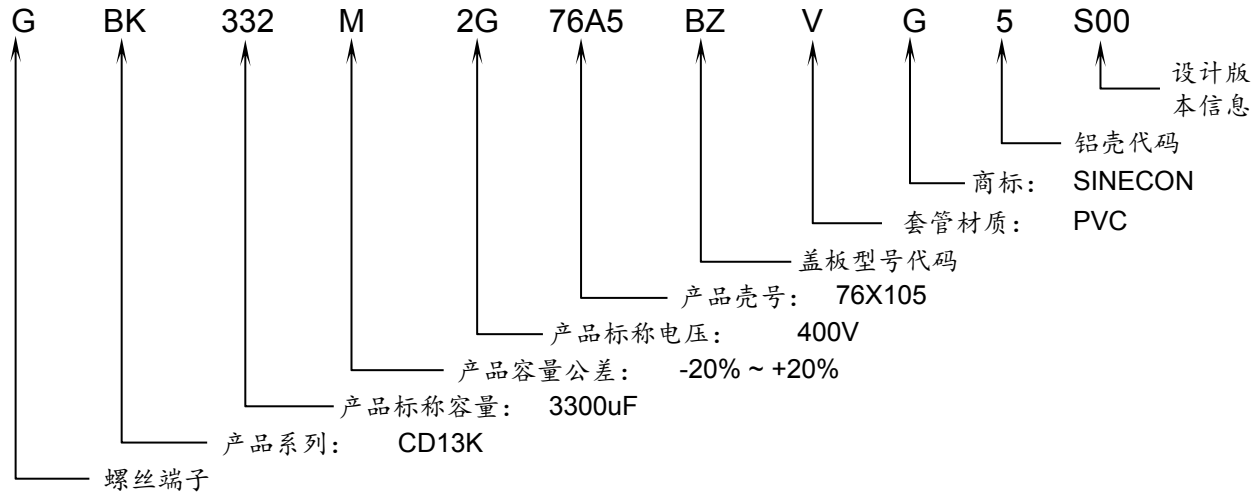 G BK 332 M 2G 76A5 BZ V G 5 S00
设计版
本信息
铝壳代码
商标： SINECON
套管材质： PVC
盖板型号代码
产品壳号： 76X105
产品标称电压： 400V
产品容量公差： -20% ~ +20%
产品标称容量： 3300uF
产品系列： CD13K
螺丝端子